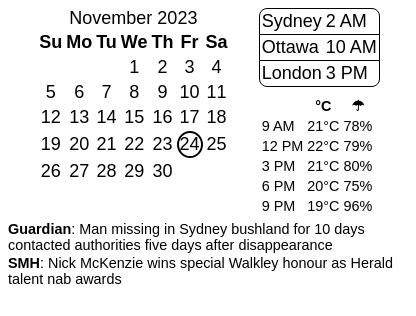 November 2023
Su Mo Tu We Th Fr Sa
1 2 3 4
5 6 7 8 9 10 11
12 13 14 15 16 17 18
19 20 21 22 23 24 25
26 27 28 29 30
Sydney 2 AM
Ottawa 10 AM
London 3 PM
°C ☂
9 AM 21°C 78%
12 PM 22°C 79%
3 PM 21°C 80%
6 PM 20°C 75%
9 PM 19°C 96%
Guardian: Man missing in Sydney bushland for 10 days
contacted authorities five days after disappearance
SMH: Nick McKenzie wins special Walkley honour as Herald
talent nab awards